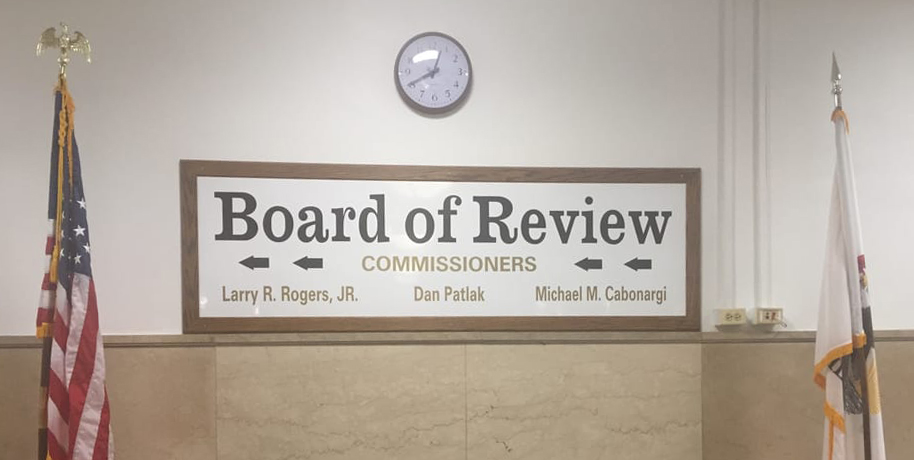 Board of Review
COMMISSIONERS
Larry R. Rogers, JR. Dan Patlak Michael M. Cabonargi